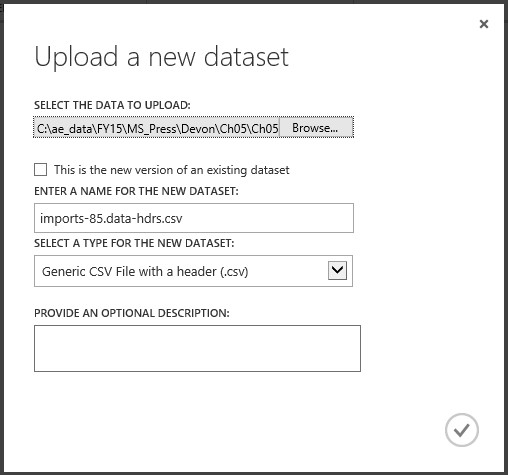 Upload a new dataset
SELECT THE DATA TO UPLOAD:
C:\ae_data\FY15\MS_Press\Devon\Ch05\Ch05 Browse...
This is the new version of an existing dataset
ENTER A NAME FOR THE NEW DATASET:
imports-85.data-hdrs.csv
SELECT A TYPE FOR THE NEW DATASET:
Generic CSV File with a header (.csv)
PROVIDE AN OPTIONAL DESCRIPTION: